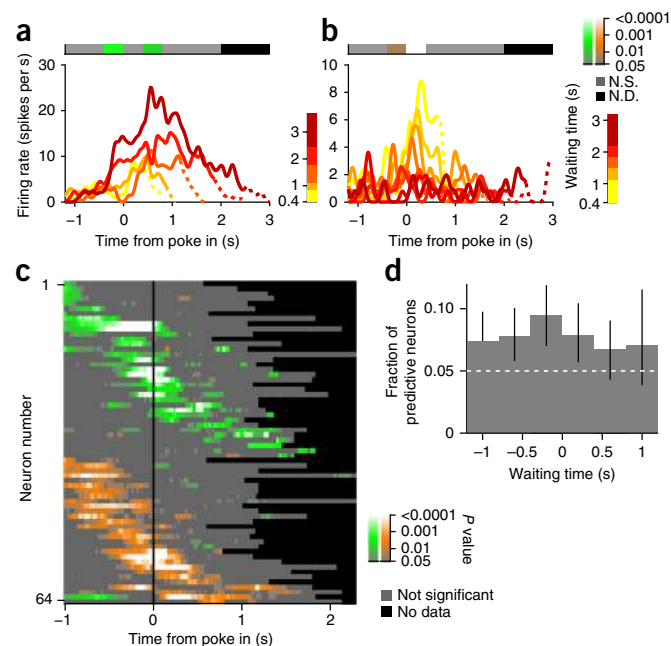 a
b
<0.0001
0.001
0.01
0.05
N.S.
N.D.
Firing rate (spikes per s)
30
20
10
0
3
2
1
0.4
–1 0 1 2 3
Time from poke in (s)
10
8
6
4
2
0
–1 0 1 2 3
Time from poke in (s)
Waiting time (s)
3
2
1
0.4
c
Neuron number
1
64
–1 0 1 2
Time from poke in (s)
d
Fraction of
predictive neurons
0.10
0.05
0
–1 –0.5 0 0.5 1
Waiting time (s)
<0.0001
0.001
0.01
0.05
P value
Not significant
No data